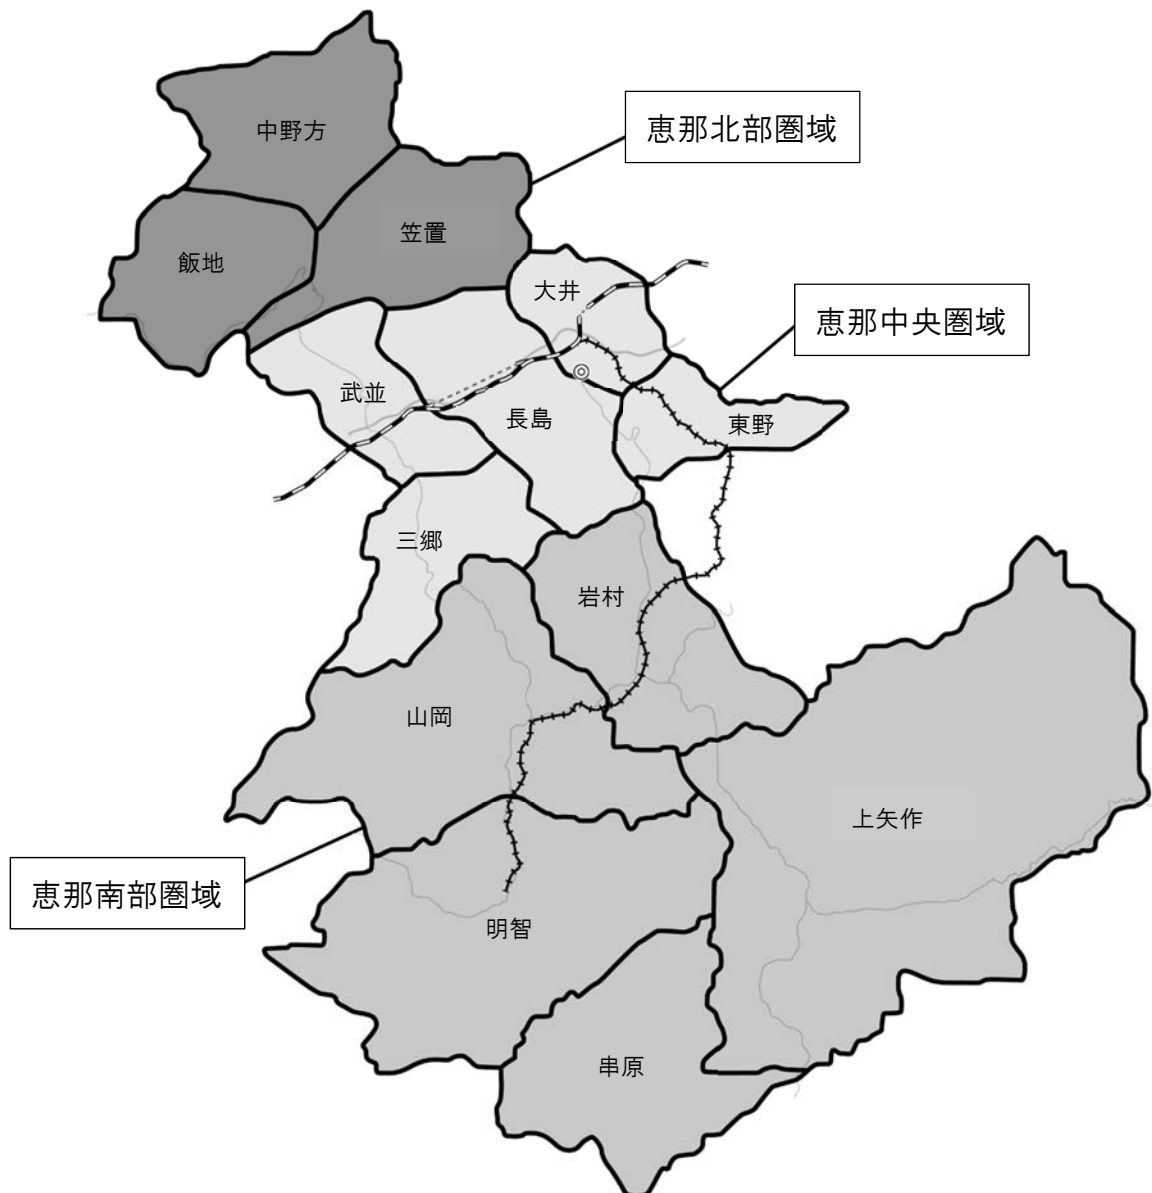 中野方
恵那北部圏域
笠置
飯地
大井
恵那中央圏域
武並
長島
東野
三郷
岩村
山岡
上矢作
恵那南部圏域
明智
串原